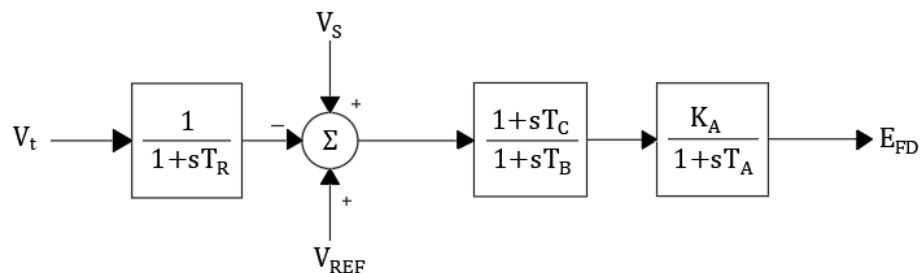 V_S
+
V_t
1
1+sT_R
−
Σ
1+sT_C
1+sT_B
K_A
1+sT_A
E_FD
+
V_REF